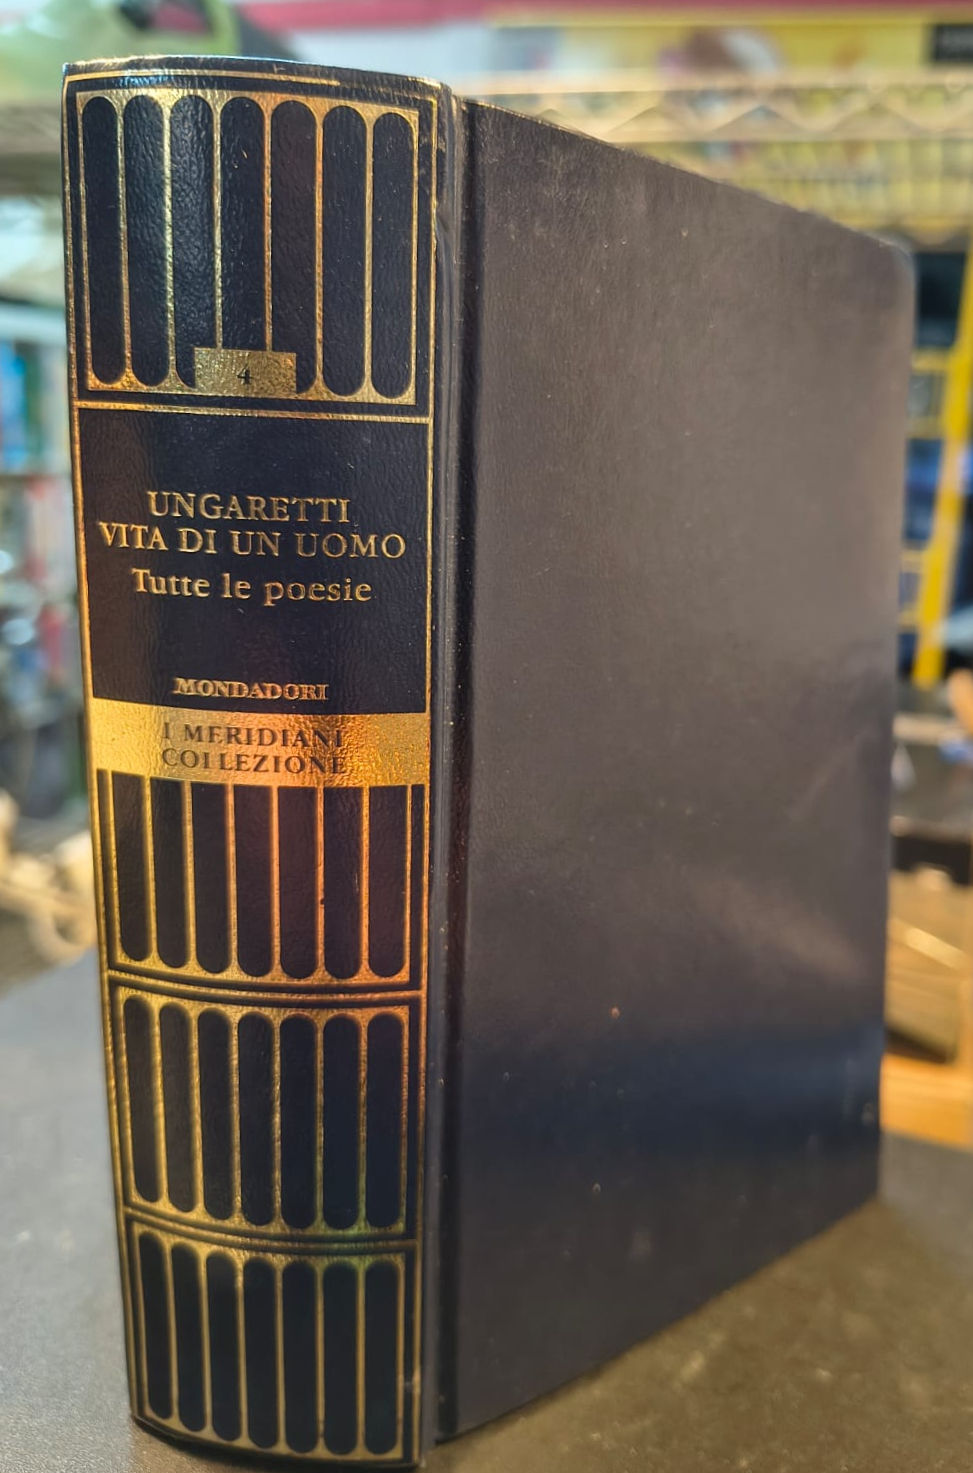 4
UNGARETTI
VITA DI UN UOMO
Tutte le poesie
MONDADORI
I MERIDIANI
COLLEZIONE